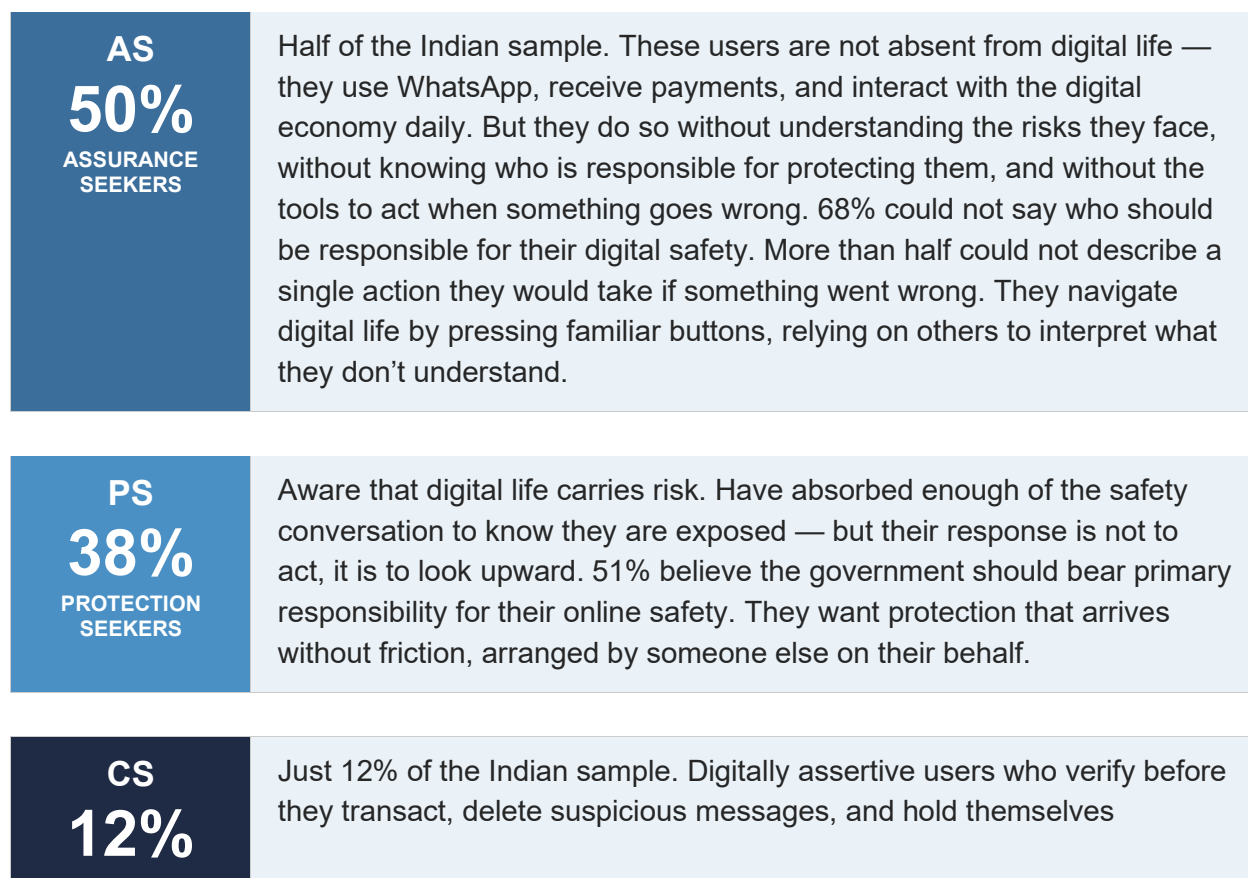 AS
50%
ASSURANCE
SEEKERS
Half of the Indian sample. These users are not absent from digital life —
they use WhatsApp, receive payments, and interact with the digital
economy daily. But they do so without understanding the risks they face,
without knowing who is responsible for protecting them, and without the
tools to act when something goes wrong. 68% could not say who should
be responsible for their digital safety. More than half could not describe a
single action they would take if something went wrong. They navigate
digital life by pressing familiar buttons, relying on others to interpret what
they don’t understand.
PS
38%
PROTECTION
SEEKERS
Aware that digital life carries risk. Have absorbed enough of the safety
conversation to know they are exposed — but their response is not to
act, it is to look upward. 51% believe the government should bear primary
responsibility for their online safety. They want protection that arrives
without friction, arranged by someone else on their behalf.
CS
12%
Just 12% of the Indian sample. Digitally assertive users who verify before
they transact, delete suspicious messages, and hold themselves